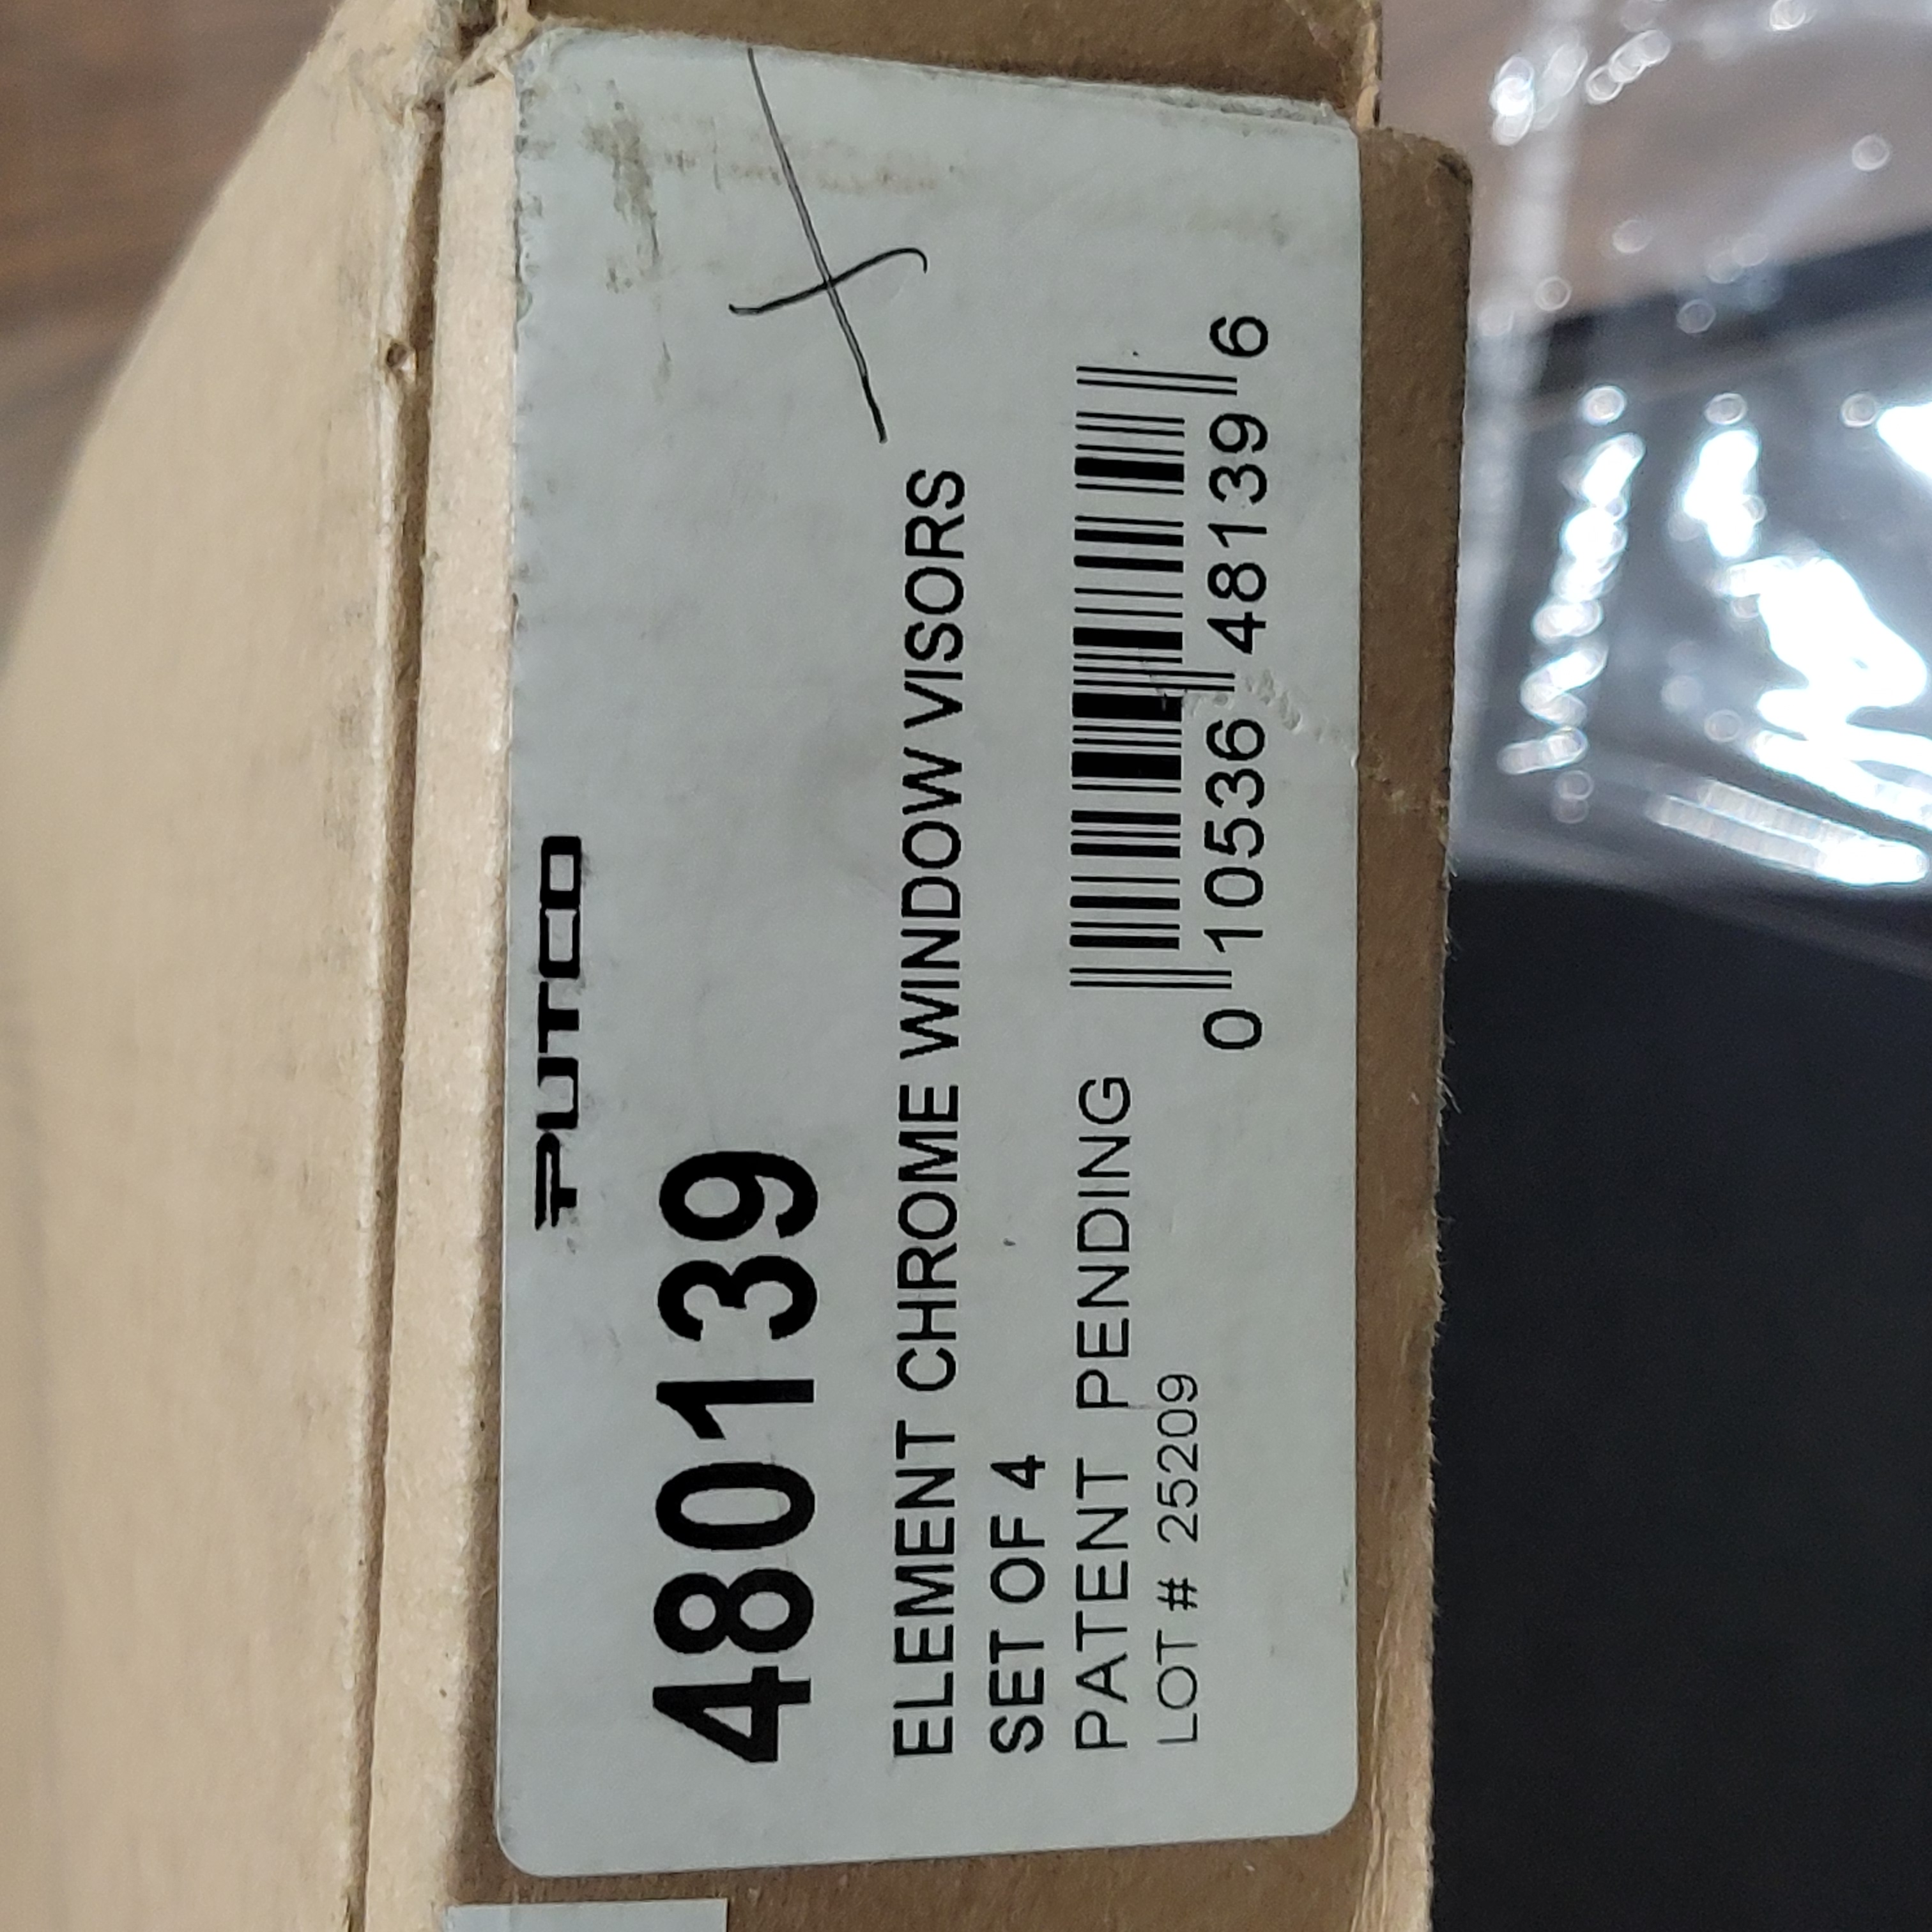 PUTCO
480139
ELEMENT CHROME WINDOW VISORS
SET OF 4
PATENT PENDING
LOT # 25209
0 10536 48139 6